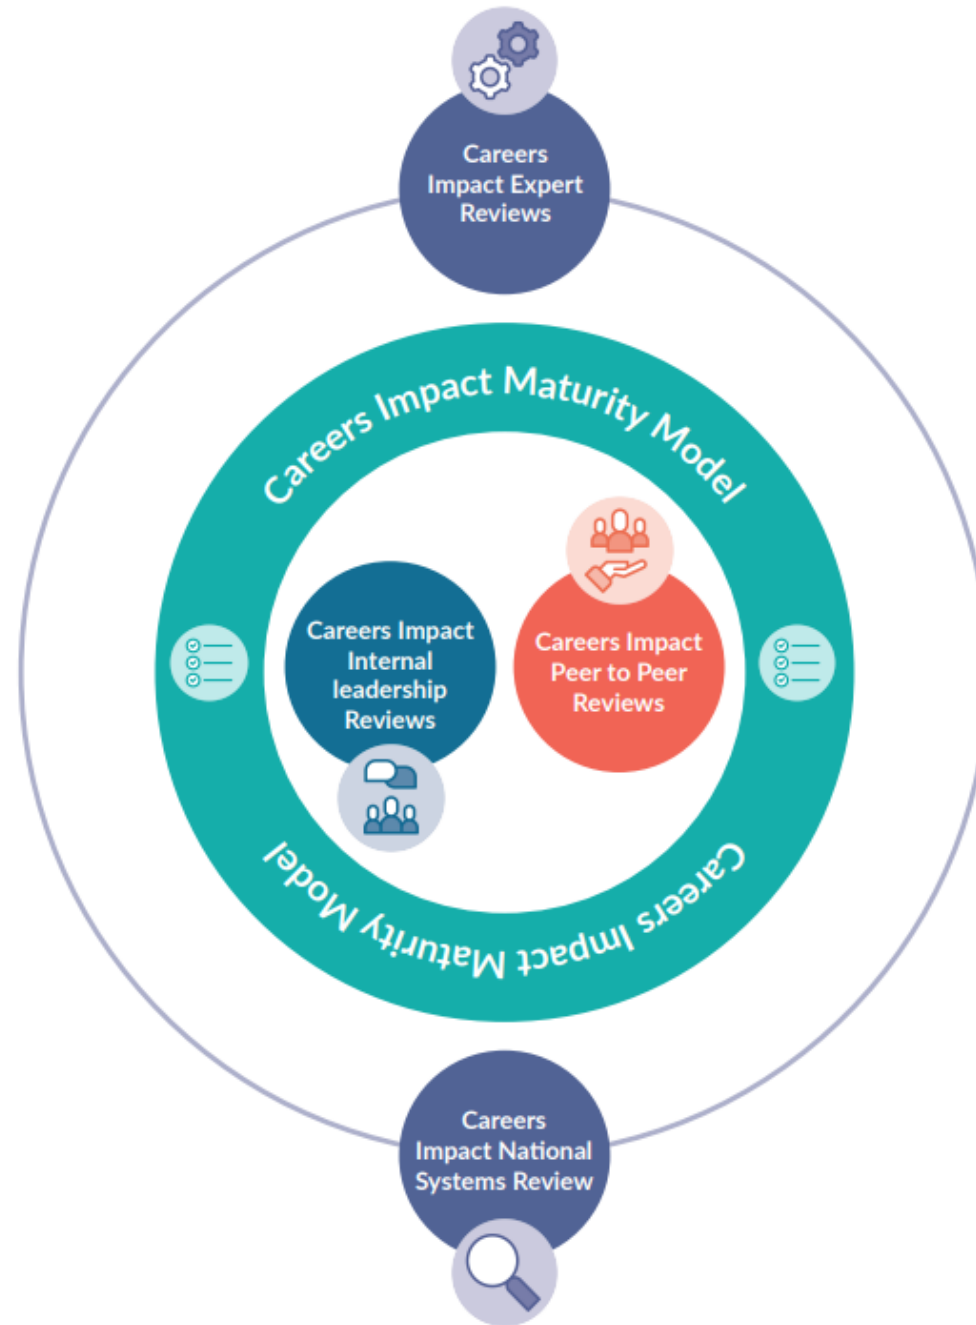 Careers
Impact Expert
Reviews
Careers Impact Maturity Model
Careers Impact
Internal
leadership
Reviews
Careers Impact
Peer to Peer
Reviews
Careers Impact Maturity Model
Careers
Impact National
Systems Review